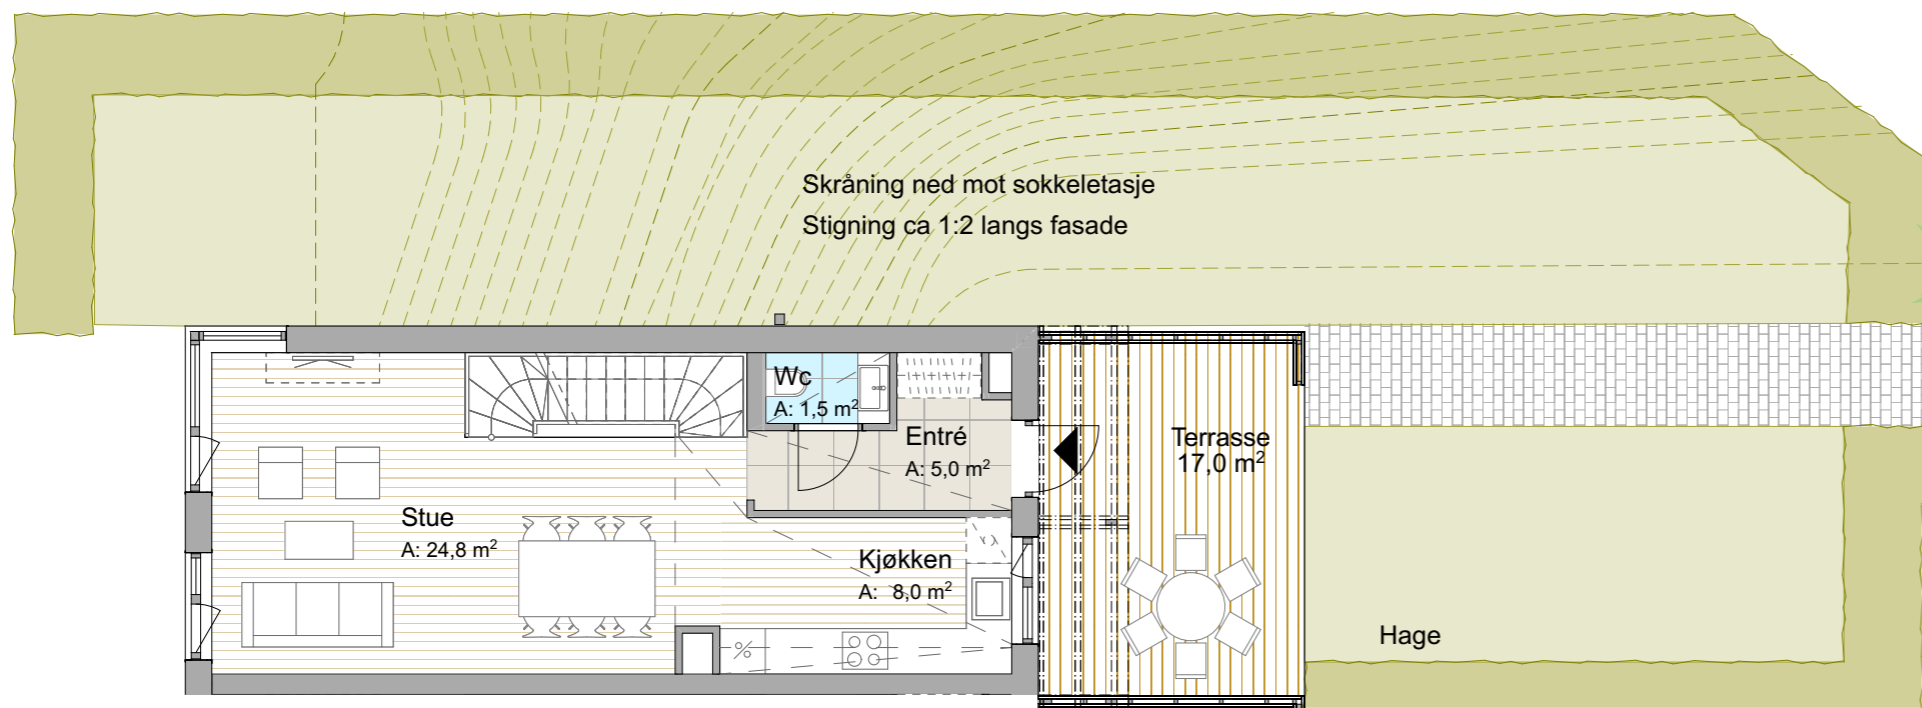 Skråning ned mot sokkeletasje
Stigning ca 1:2 langs fasade
Wc
A: 1,5 m²
Entré
A: 5,0 m²
Terrasse
17,0 m²
Stue
A: 24,8 m²
Kjøkken
A: 8,0 m²
Hage